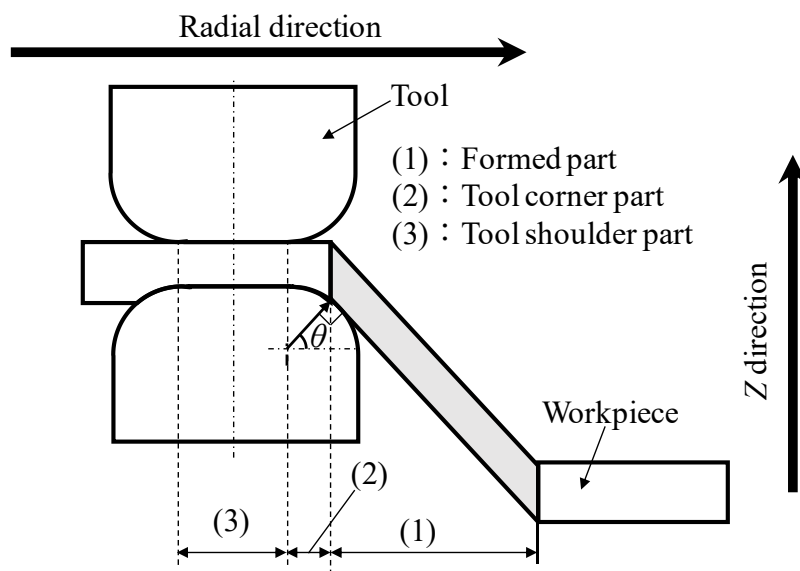 Radial direction
Tool
(1)：Formed part
(2)：Tool corner part
(3)：Tool shoulder part
Z direction
θ
Workpiece
(2)
(3)
(1)